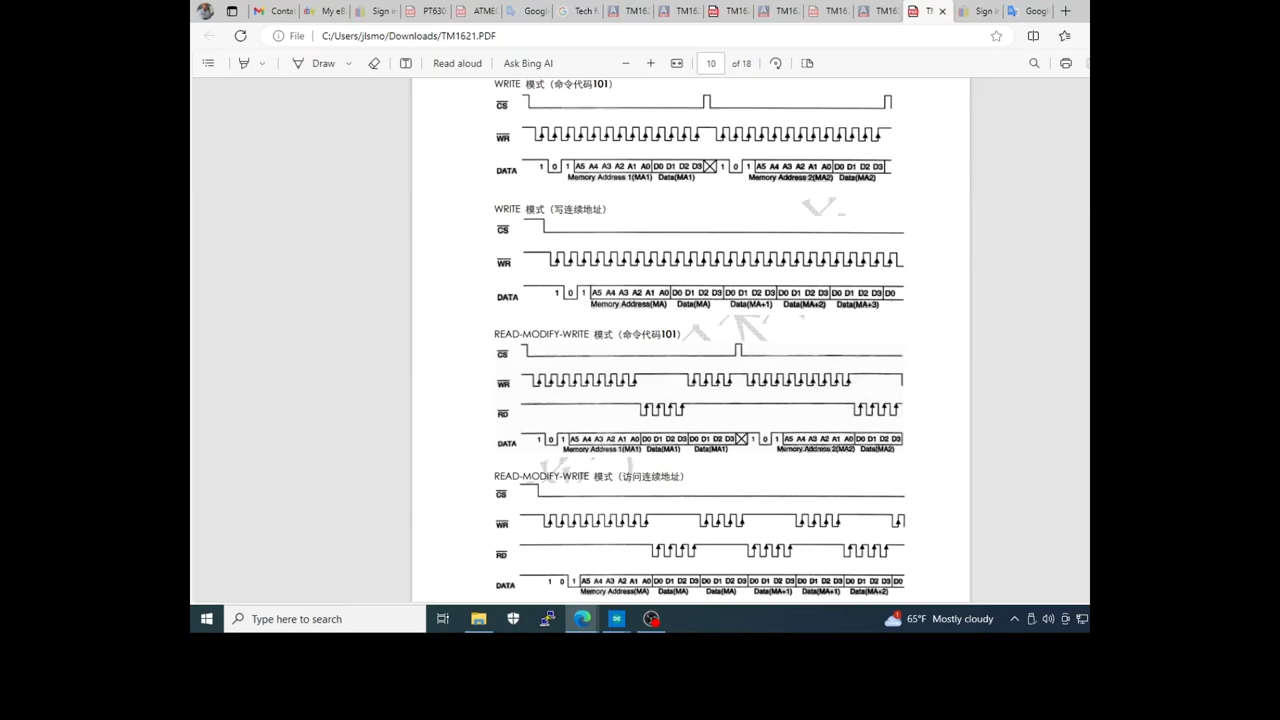 Conta
My eB
Sign in
PT630
ATMEG
Googl
Tech f
TM162
TM162
TM162
TM162
TM162
TM162
Sign in
Googl
File C:/Users/jlsmo/Downloads/TM1621.PDF
Draw Read aloud Ask Bing AI 10 of 18
WRITE 模式（命令代码101）
CS
WR
DATA 1 0 1 A5 A4 A3 A2 A1 A0 D0 D1 D2 D3 1 0 1 A5 A4 A3 A2 A1 A0 D0 D1 D2 D3
Memory Address 1(MA1) Data(MA1) Memory Address 2(MA2) Data(MA2)
WRITE 模式（写连续地址）
CS
WR
DATA 1 0 1 A5 A4 A3 A2 A1 A0 D0 D1 D2 D3 D0 D1 D2 D3 D0 D1 D2 D3 D0 D1 D2 D3 D0
Memory Address(MA) Data(MA) Data(MA+1) Data(MA+2) Data(MA+3)
READ-MODIFY-WRITE 模式（命令代码101）
CS
WR
RD
DATA 1 0 1 A5 A4 A3 A2 A1 A0 D0 D1 D2 D3 D0 D1 D2 D3 1 0 1 A5 A4 A3 A2 A1 A0 D0 D1 D2 D3
Memory Address 1(MA1) Data(MA1) Data(MA1) Memory Address 2(MA2) Data(MA2)
READ-MODIFY-WRITE 模式（访问连续地址）
CS
WR
RD
DATA 1 0 1 A5 A4 A3 A2 A1 A0 D0 D1 D2 D3 D0 D1 D2 D3 D0 D1 D2 D3 D0 D1 D2 D3 D0 D1 D2 D3 D0
Memory Address(MA) Data(MA) Data(MA) Data(MA+1) Data(MA+1) Data(MA+2)
Type here to search
1
65°F Mostly cloudy